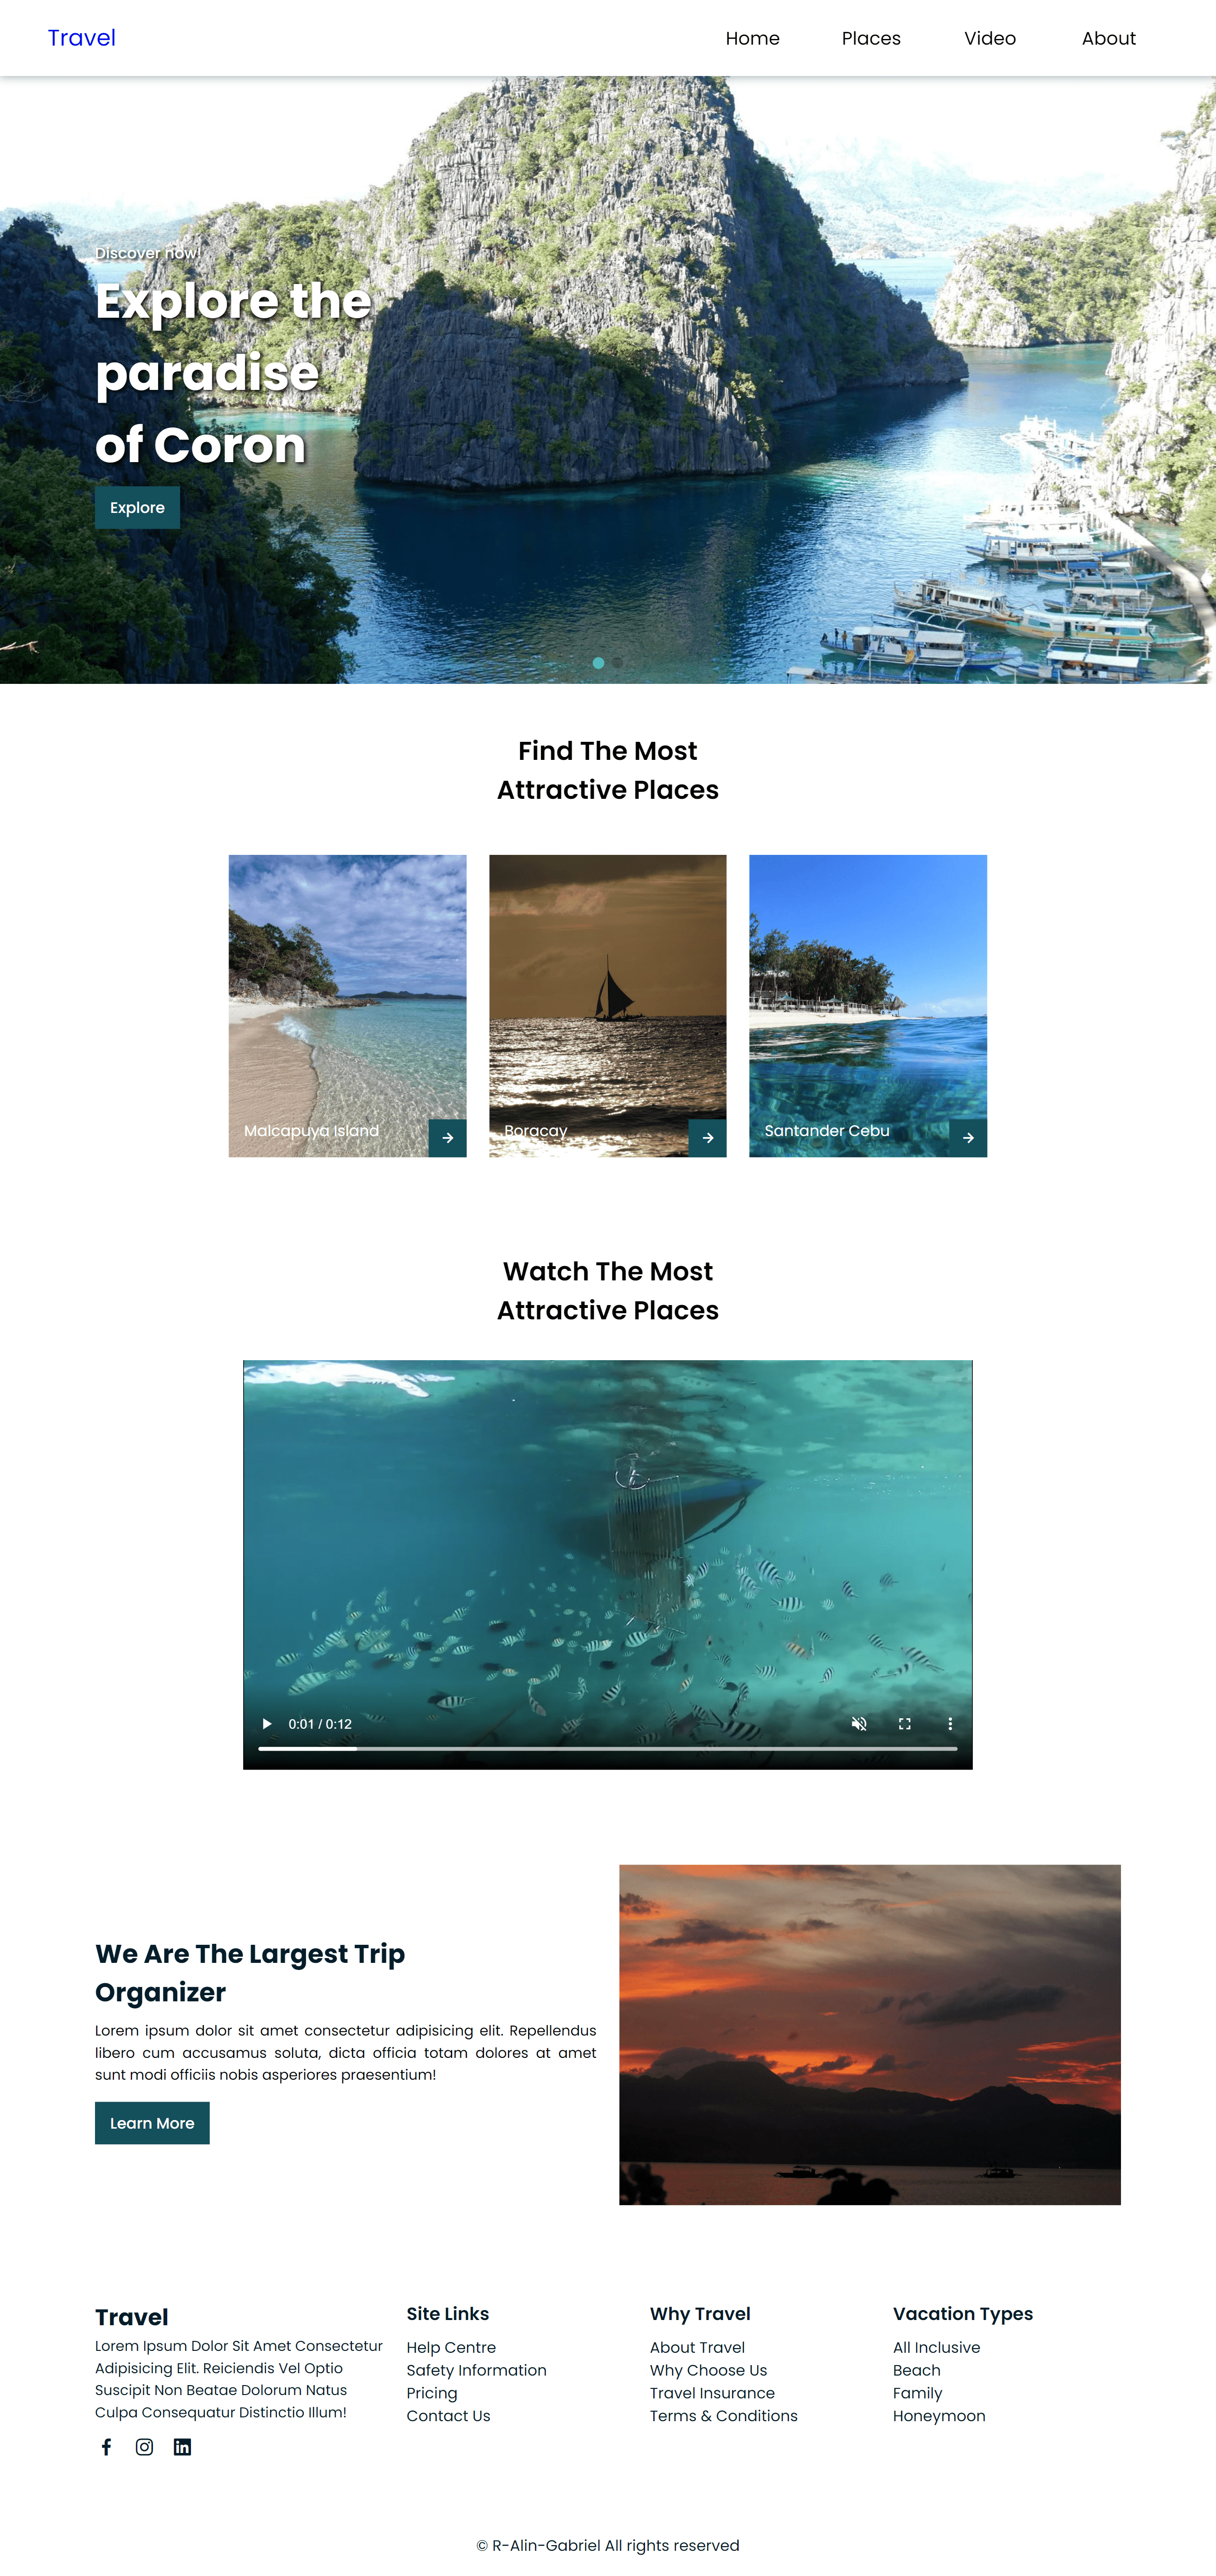 Travel
Home
Places
Video
About
Discover now!
Explore the
paradise
of Coron
Explore
Find The Most
Attractive Places
Malcapuya Island
Boracay
Santander Cebu
Watch The Most
Attractive Places
0:01 / 0:12
We Are The Largest Trip
Organizer
Lorem ipsum dolor sit amet consectetur adipisicing elit. Repellendus
libero cum accusamus soluta, dicta officia totam dolores at amet
sunt modi officiis nobis asperiores praesentium!
Learn More
Travel
Lorem Ipsum Dolor Sit Amet Consectetur
Adipisicing Elit. Reiciendis Vel Optio
Suscipit Non Beatae Dolorum Natus
Culpa Consequatur Distinctio Illum!
Site Links
Help Centre
Safety Information
Pricing
Contact Us
Why Travel
About Travel
Why Choose Us
Travel Insurance
Terms & Conditions
Vacation Types
All Inclusive
Beach
Family
Honeymoon
© R-Alin-Gabriel All rights reserved